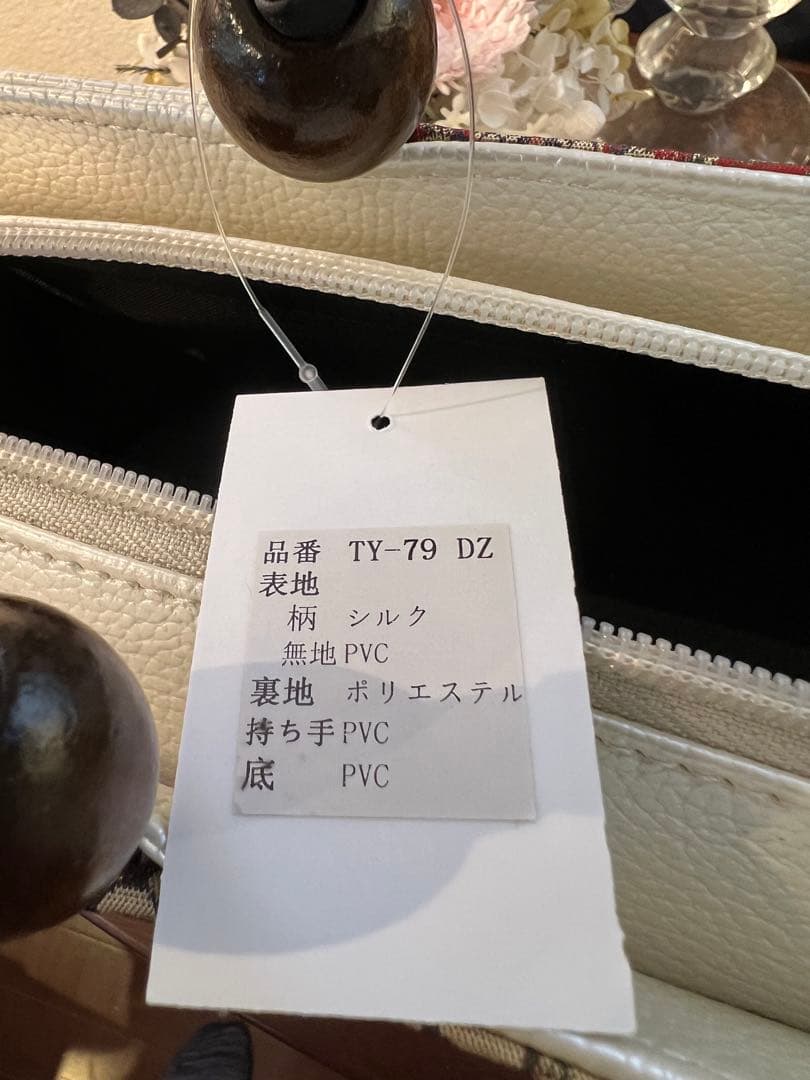 品番 TY-79 DZ
表地
柄 シルク
無地 PVC
裏地 ポリエステル
持ち手 PVC
底 PVC